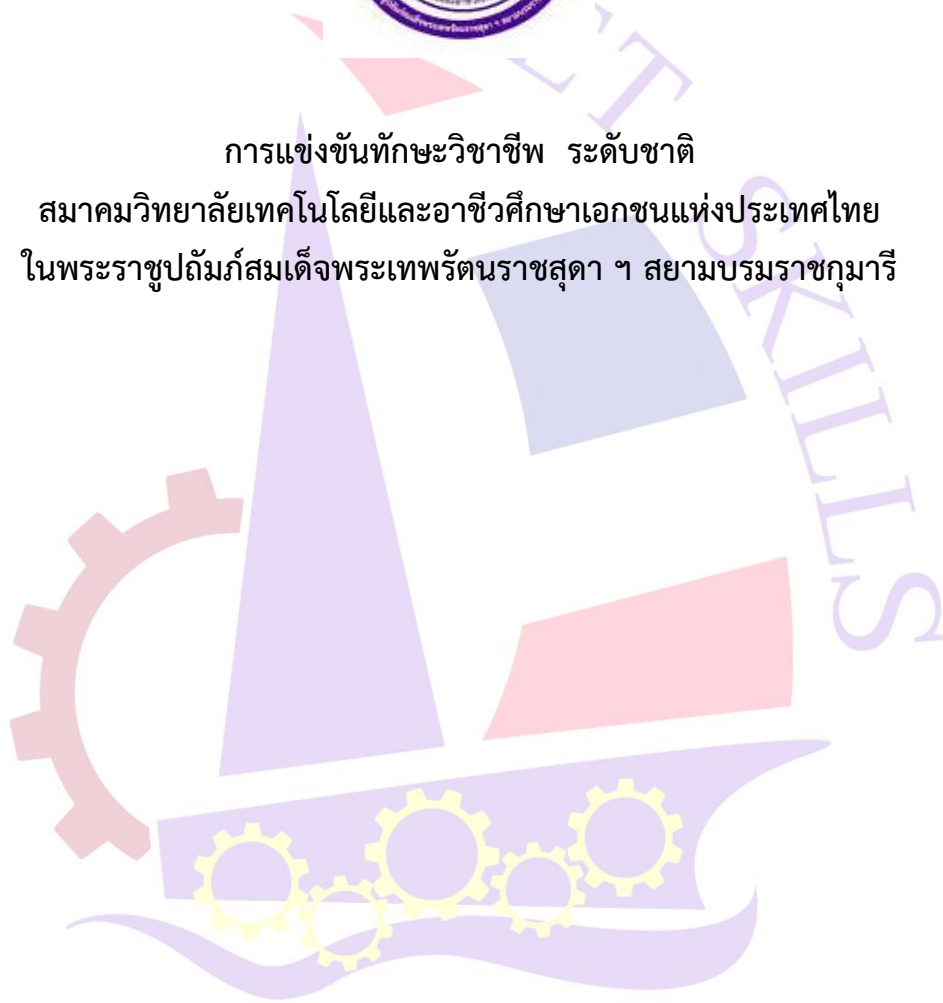 การแข่งขันทักษะวิชาชีพ ระดับชาติ
สมาคมวิทยาลัยเทคโนโลยีและอาชีวศึกษาเอกชนแห่งประเทศไทย
ในพระราชูปถัมภ์สมเด็จพระเทพรัตนราชสุดา ฯ สยามบรมราชกุมารี
SKILLS